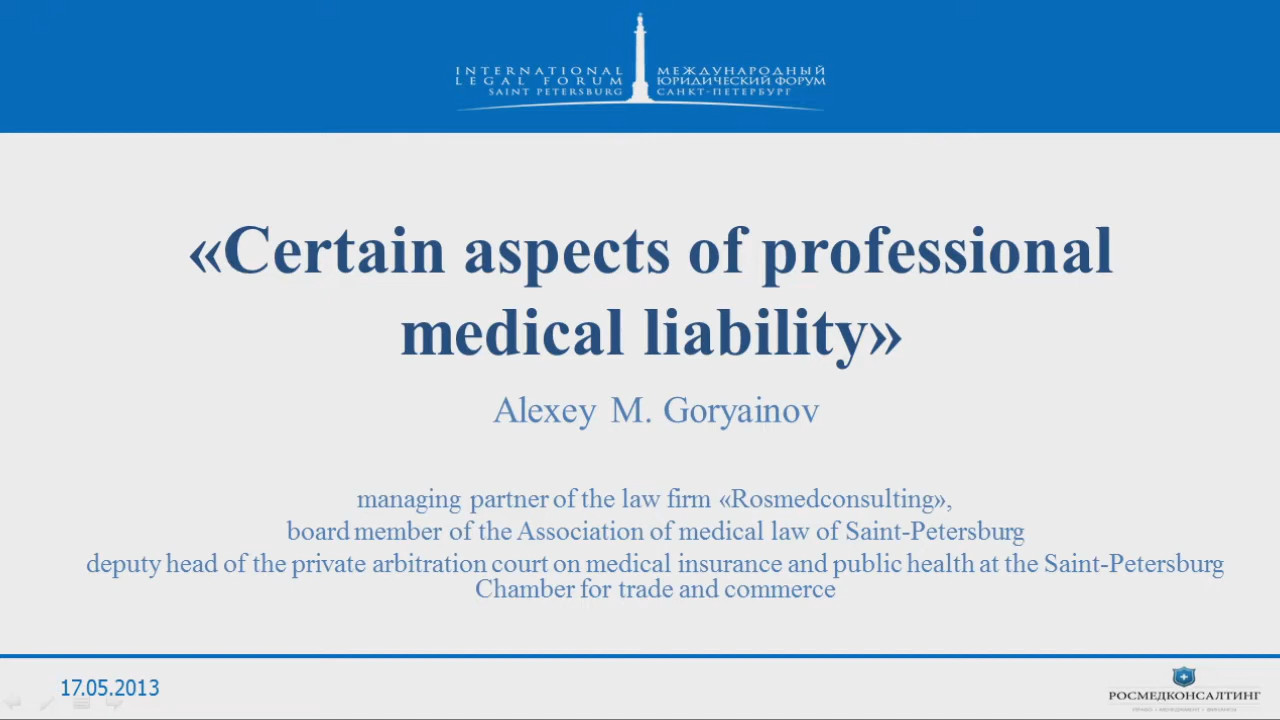 INTERNATIONAL
LEGAL FORUM
SAINT PETERSBURG
МЕЖДУНАРОДНЫЙ
ЮРИДИЧЕСКИЙ ФОРУМ
САНКТ-ПЕТЕРБУРГ
«Certain aspects of professional
medical liability»
Alexey M. Goryainov
managing partner of the law firm «Rosmedconsulting»,
board member of the Association of medical law of Saint-Petersburg
deputy head of the private arbitration court on medical insurance and public health at the Saint-Petersburg
Chamber for trade and commerce
17.05.2013
РОСМЕДКОНСАЛТИНГ
ПРАВО • МЕНЕДЖМЕНТ • ФИНАНСЫ